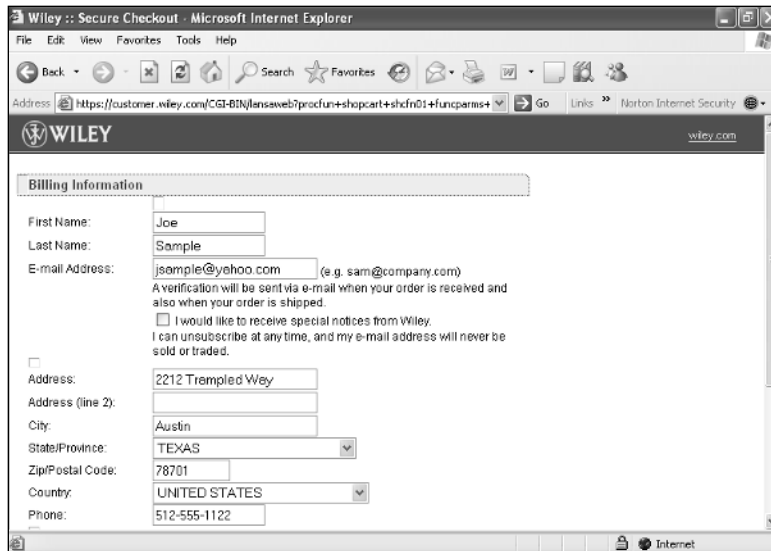 Wiley :: Secure Checkout - Microsoft Internet Explorer
File Edit View Favorites Tools Help
Back Search Favorites
Address https://customer.wiley.com/CGI-BIN/lansaweb?procfun+shopcart+shcfn01+funcparms+ Go Links » Norton Internet Security
WILEY wiley.com
Billing Information
First Name: Joe
Last Name: Sample
E-mail Address: jsample@yahoo.com (e.g. sam@company.com)
A verification will be sent via e-mail when your order is received and
also when your order is shipped.
I would like to receive special notices from Wiley.
I can unsubscribe at any time, and my e-mail address will never be
sold or traded.
Address: 2212 Trampled Way
Address (line 2):
City: Austin
State/Province: TEXAS
Zip/Postal Code: 78701
Country: UNITED STATES
Phone: 512-555-1122
Internet